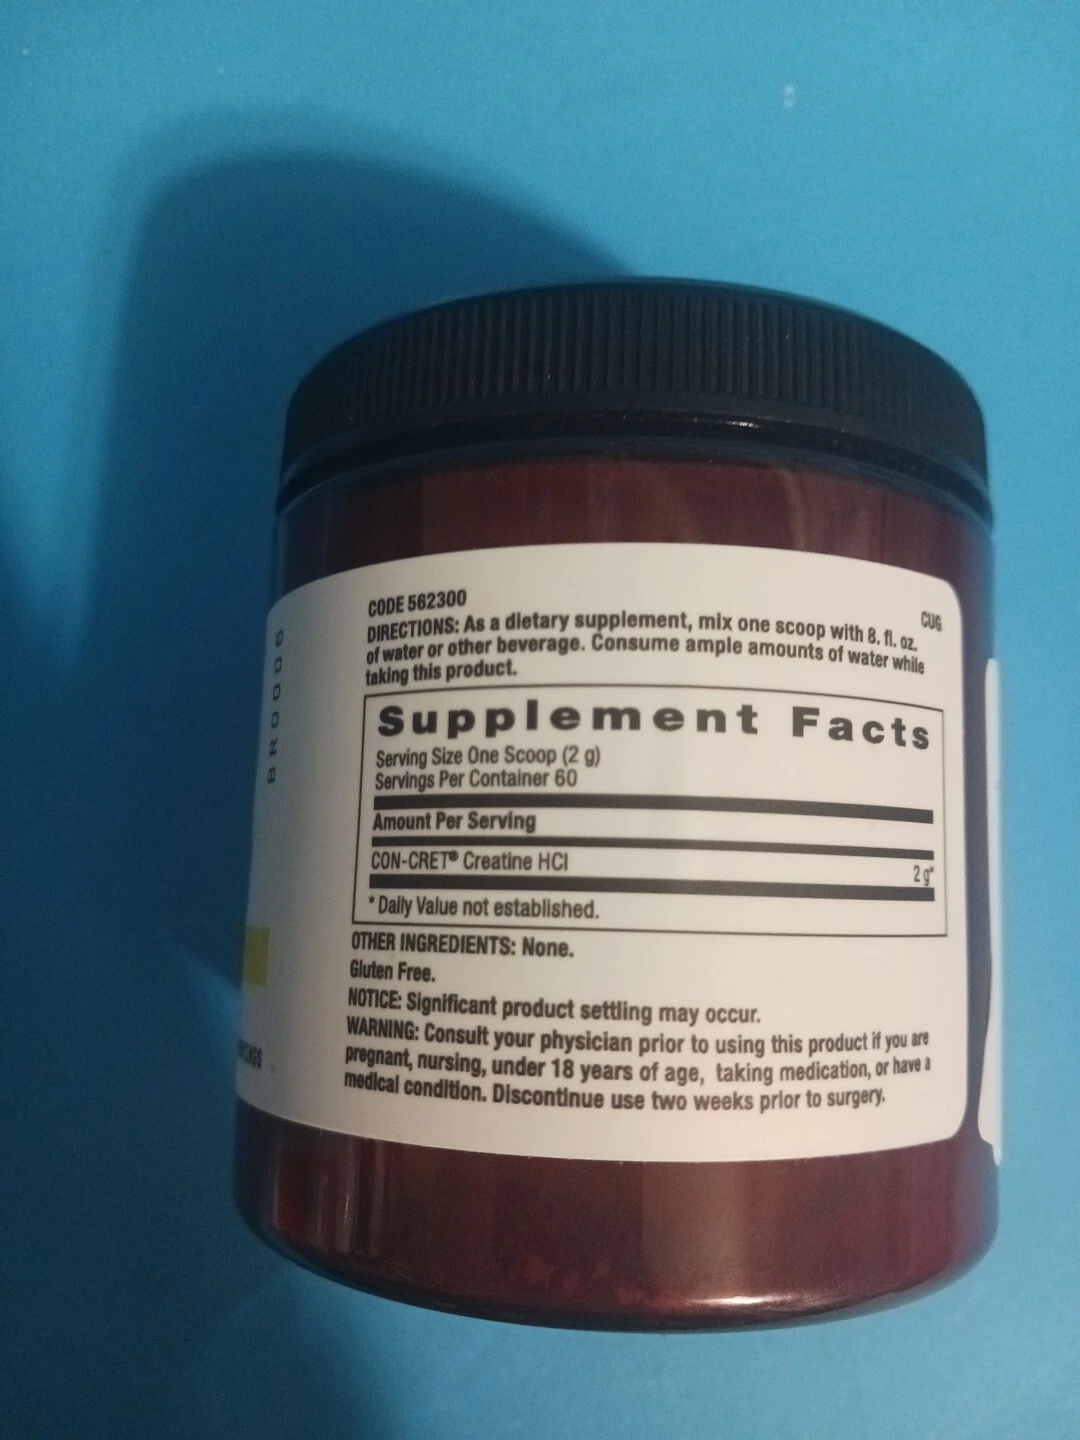 CODE 562300
CUG
DIRECTIONS: As a dietary supplement, mix one scoop with 8. fl. oz.
of water or other beverage. Consume ample amounts of water while
taking this product.
Supplement Facts
Serving Size One Scoop (2 g)
Servings Per Container 60
Amount Per Serving
CON-CRET® Creatine HCl
2 g*
* Daily Value not established.
OTHER INGREDIENTS: None.
Gluten Free.
NOTICE: Significant product settling may occur.
WARNING: Consult your physician prior to using this product if you are
pregnant, nursing, under 18 years of age, taking medication, or have a
medical condition. Discontinue use two weeks prior to surgery.